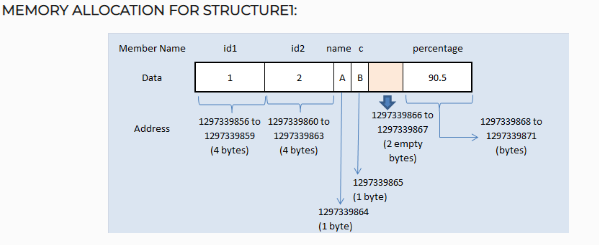 MEMORY ALLOCATION FOR STRUCTURE1:
Member Name id1 id2 name c percentage
Data 1 2 A B 90.5
Address
1297339856 to
1297339859
(4 bytes)
1297339860 to
1297339863
(4 bytes)
1297339866 to
1297339867
(2 empty
bytes)
1297339868 to
1297339871
(bytes)
1297339865
(1 byte)
1297339864
(1 byte)